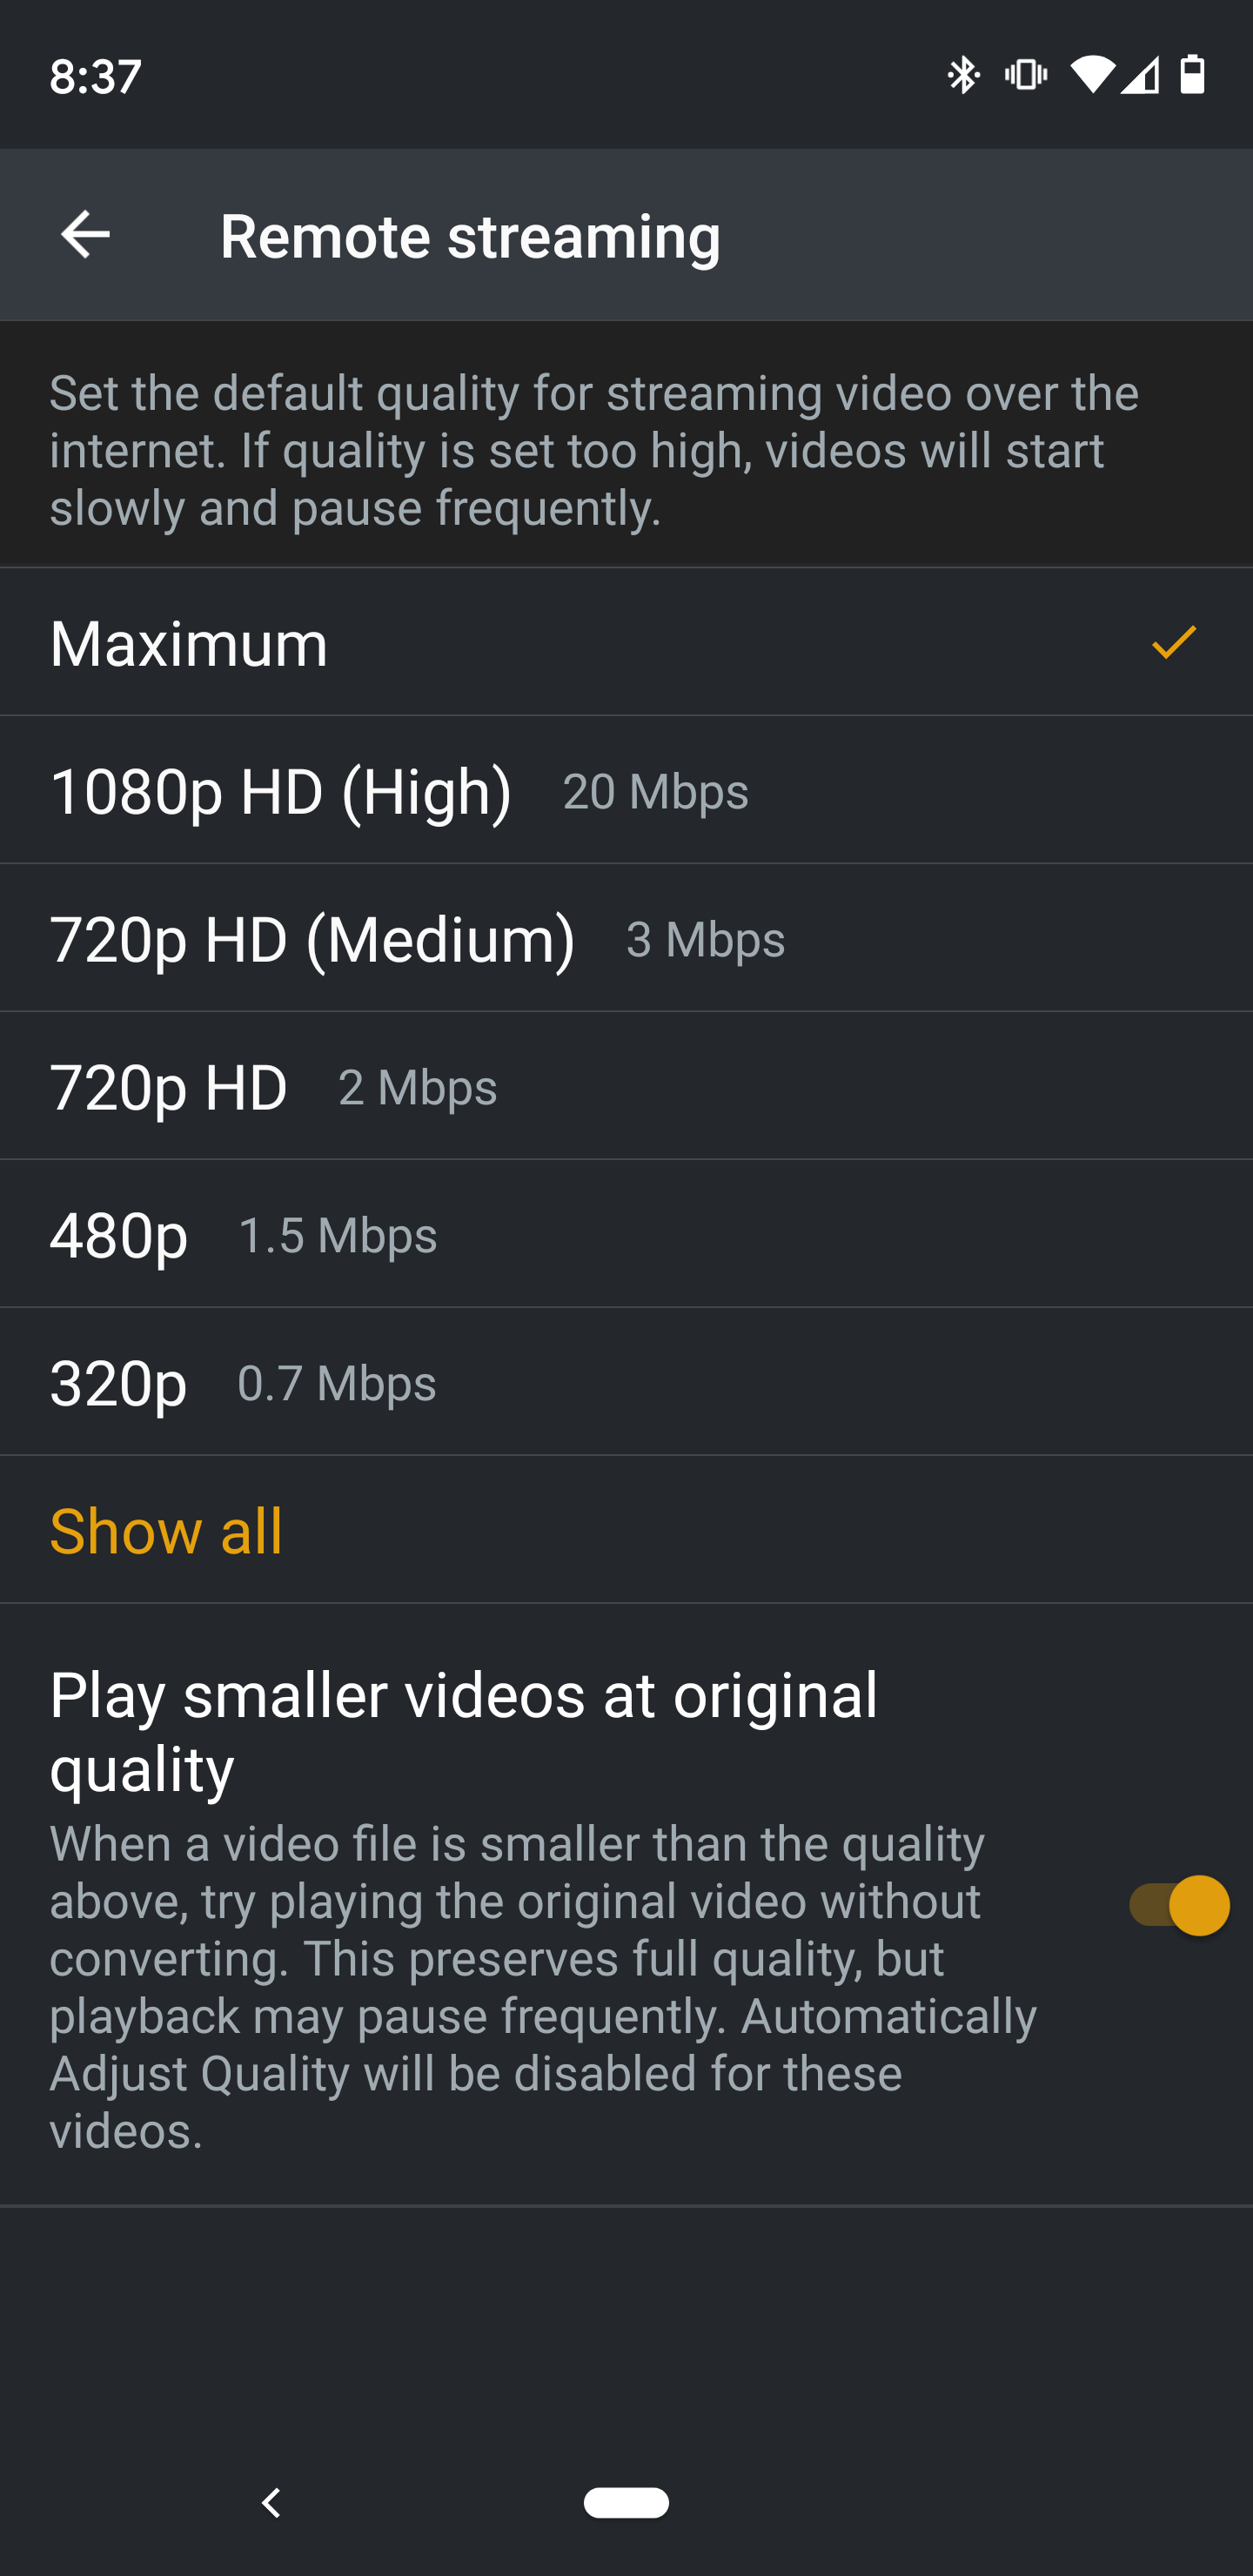 8:37
Remote streaming
Set the default quality for streaming video over the
internet. If quality is set too high, videos will start
slowly and pause frequently.
Maximum
1080p HD (High) 20 Mbps
720p HD (Medium) 3 Mbps
720p HD 2 Mbps
480p 1.5 Mbps
320p 0.7 Mbps
Show all
Play smaller videos at original
quality
When a video file is smaller than the quality
above, try playing the original video without
converting. This preserves full quality, but
playback may pause frequently. Automatically
Adjust Quality will be disabled for these
videos.